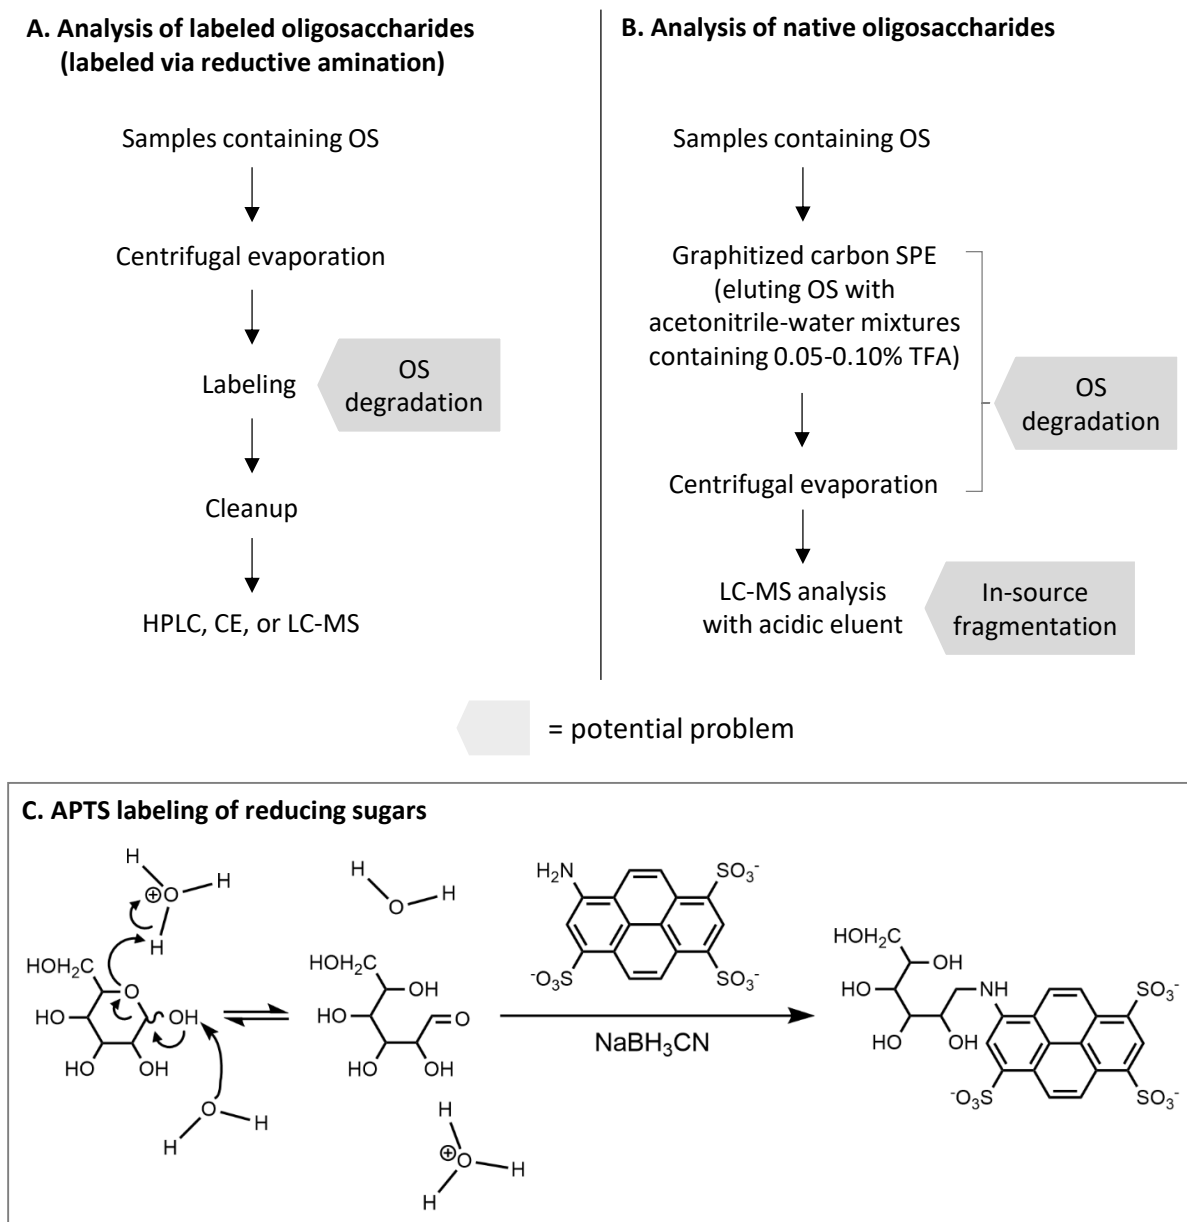 A. Analysis of labeled oligosaccharides
(labeled via reductive amination)
Samples containing OS
Centrifugal evaporation
Labeling
OS
degradation
Cleanup
HPLC, CE, or LC-MS
B. Analysis of native oligosaccharides
Samples containing OS
Graphitized carbon SPE
(eluting OS with
acetonitrile-water mixtures
containing 0.05-0.10% TFA)
OS
degradation
Centrifugal evaporation
LC-MS analysis
with acidic eluent
In-source
fragmentation
= potential problem
C. APTS labeling of reducing sugars
H
H
⊕O
H
HOH₂C
O
HO
OH
HO
OH
O
H
H
H
O
H
HOH₂C
OH
HO
O
HO
OH
H
⊕O
H
H
H₂N
SO₃⁻
⁻O₃S
SO₃⁻
NaBH₃CN
HOH₂C
OH
HO
NH
HO
OH
SO₃⁻
⁻O₃S
SO₃⁻